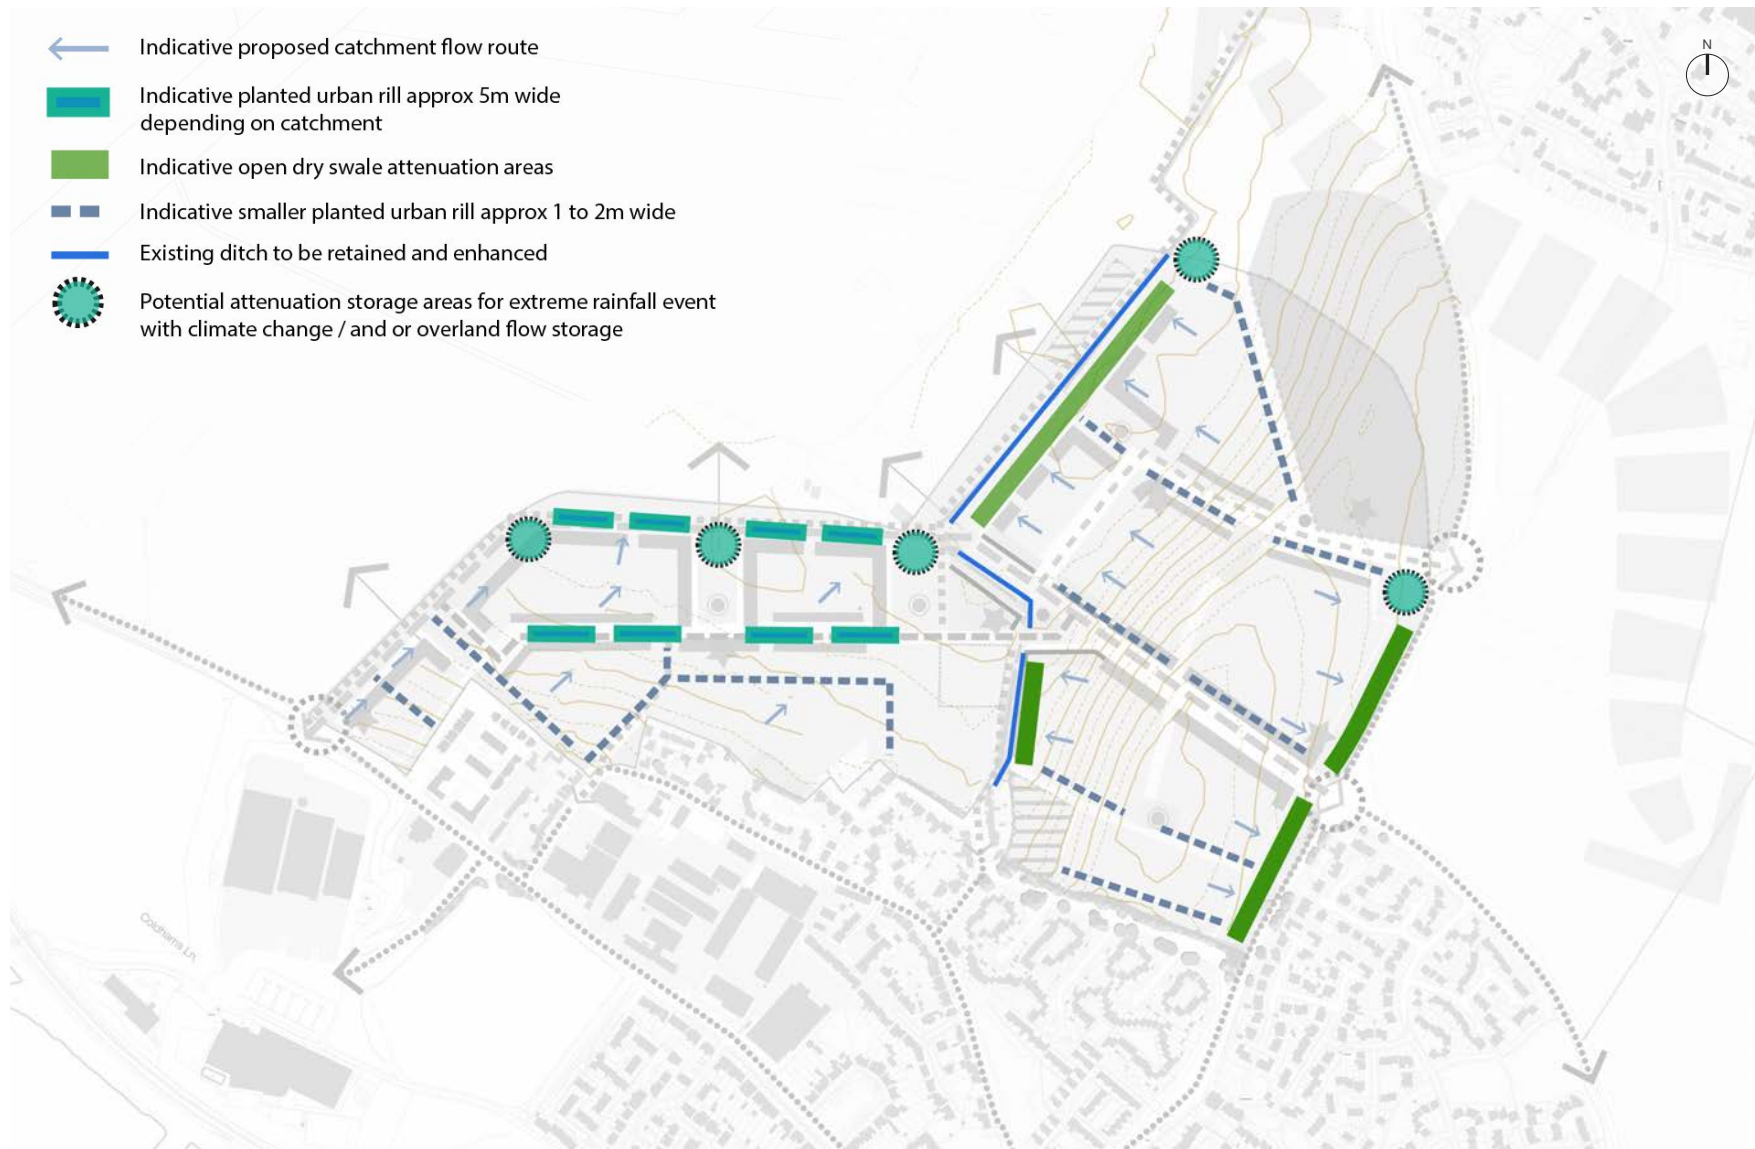 Indicative proposed catchment flow route
Indicative planted urban rill approx 5m wide
depending on catchment
Indicative open dry swale attenuation areas
Indicative smaller planted urban rill approx 1 to 2m wide
Existing ditch to be retained and enhanced
Potential attenuation storage areas for extreme rainfall event
with climate change / and or overland flow storage
N
Coldhams Ln